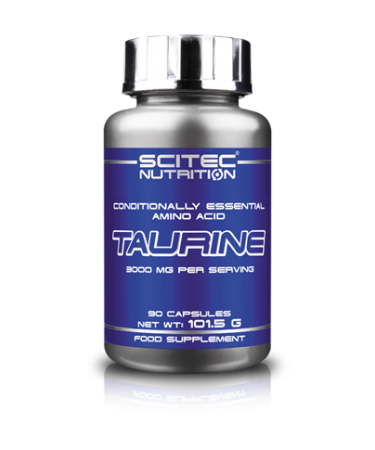 SCITEC
NUTRITION
CONDITIONALLY ESSENTIAL
AMINO ACID
TAURINE
3000 MG PER SERVING
90 CAPSULES
NET WT: 101.5 G
FOOD SUPPLEMENT